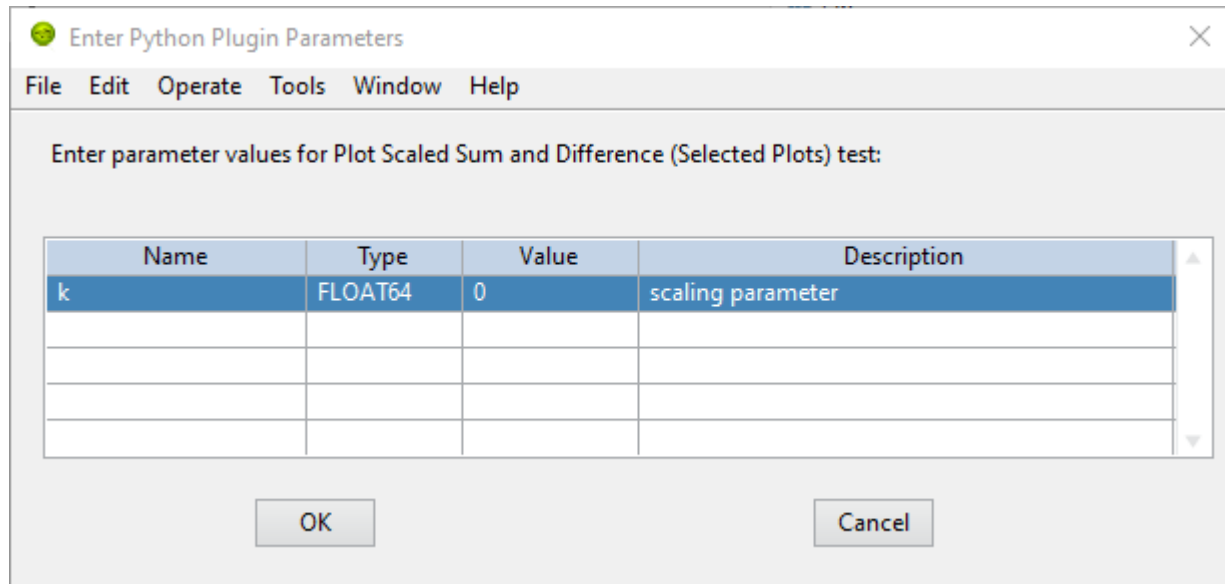 Enter Python Plugin Parameters
File Edit Operate Tools Window Help
Enter parameter values for Plot Scaled Sum and Difference (Selected Plots) test:
Name Type Value Description
k FLOAT64 0 scaling parameter
OK Cancel